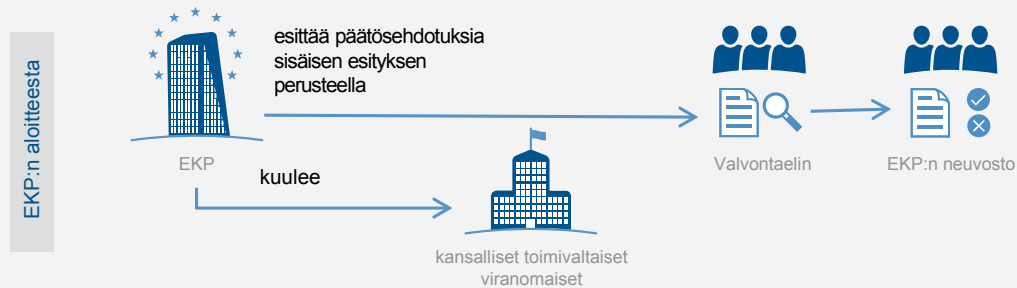 EKP:n aloitteesta
esittää päätösehdotuksia
sisäisen esityksen
perusteella
EKP
kuulee
kansalliset toimivaltaiset
viranomaiset
Valvontaelin
EKP:n neuvosto